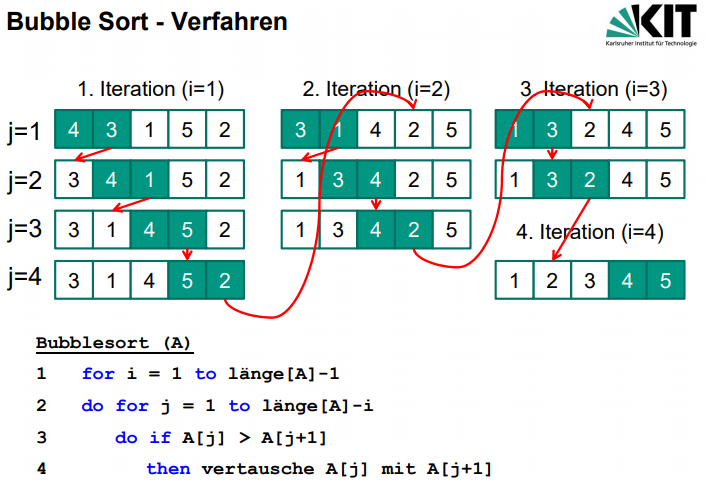 Bubble Sort - Verfahren
KIT
Karlsruher Institut für Technologie
1. Iteration (i=1) 2. Iteration (i=2) 3. Iteration (i=3)
j=1 4 3 1 5 2 3 1 4 2 5 1 3 2 4 5
j=2 3 4 1 5 2 1 3 4 2 5 1 3 2 4 5
j=3 3 1 4 5 2 1 3 4 2 5 4. Iteration (i=4)
j=4 3 1 4 5 2 1 2 3 4 5
Bubblesort (A)
1 for i = 1 to länge[A]-1
2 do for j = 1 to länge[A]-i
3 do if A[j] > A[j+1]
4 then vertausche A[j] mit A[j+1]